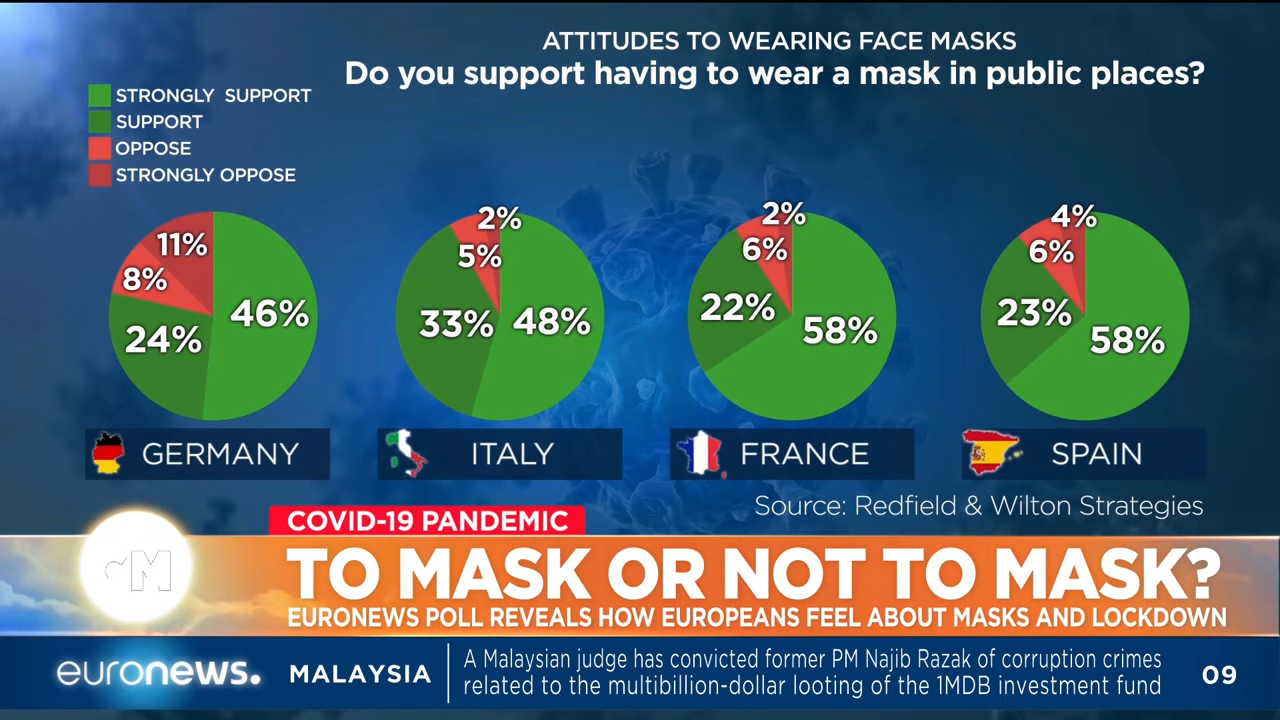 ATTITUDES TO WEARING FACE MASKS
Do you support having to wear a mask in public places?
STRONGLY SUPPORT
SUPPORT
OPPOSE
STRONGLY OPPOSE
11%
8%
24%
46%
GERMANY
2%
5%
33%
48%
ITALY
2%
6%
22%
58%
FRANCE
4%
6%
23%
58%
SPAIN
Source: Redfield & Wilton Strategies
COVID-19 PANDEMIC
TO MASK OR NOT TO MASK?
EURONEWS POLL REVEALS HOW EUROPEANS FEEL ABOUT MASKS AND LOCKDOWN
euronews.
MALAYSIA
A Malaysian judge has convicted former PM Najib Razak of corruption crimes
related to the multibillion-dollar looting of the 1MDB investment fund
09